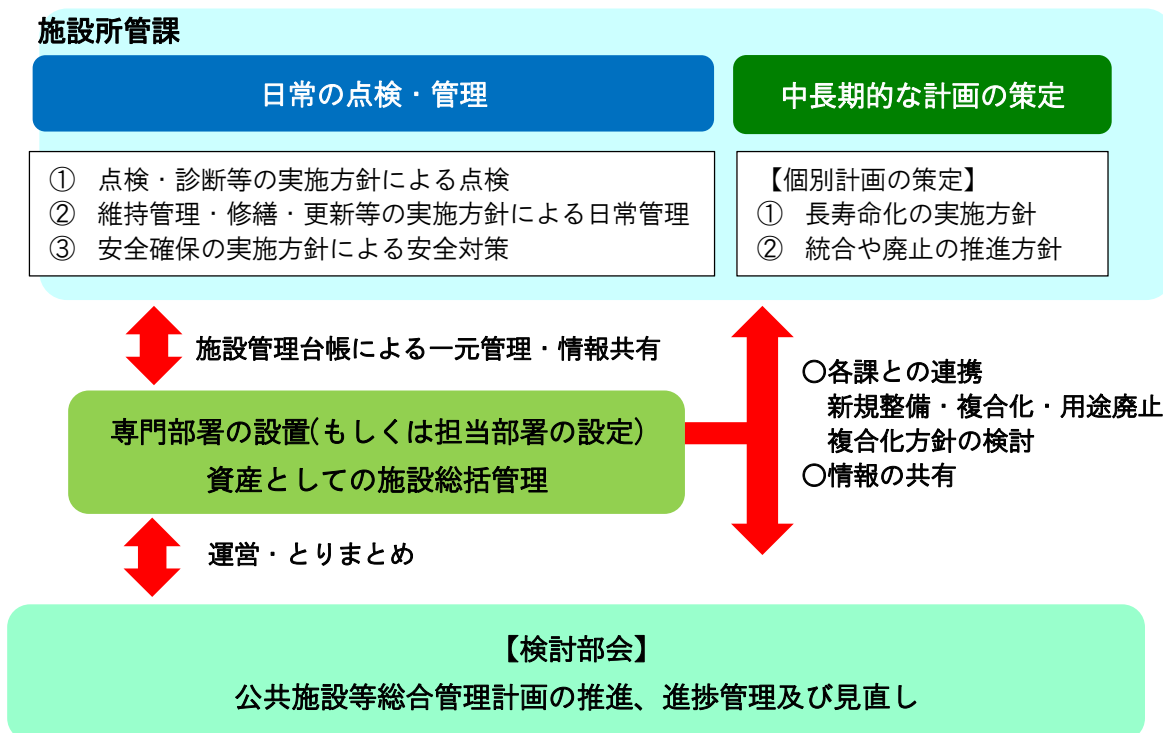 施設所管課
日常の点検・管理
中長期的な計画の策定
① 点検・診断等の実施方針による点検
② 維持管理・修繕・更新等の実施方針による日常管理
③ 安全確保の実施方針による安全対策
【個別計画の策定】
① 長寿命化の実施方針
② 統合や廃止の推進方針
施設管理台帳による一元管理・情報共有
〇各課との連携
新規整備・複合化・用途廃止
複合化方針の検討
〇情報の共有
専門部署の設置(もしくは担当部署の設定)
資産としての施設総括管理
運営・とりまとめ
【検討部会】
公共施設等総合管理計画の推進、進捗管理及び見直し